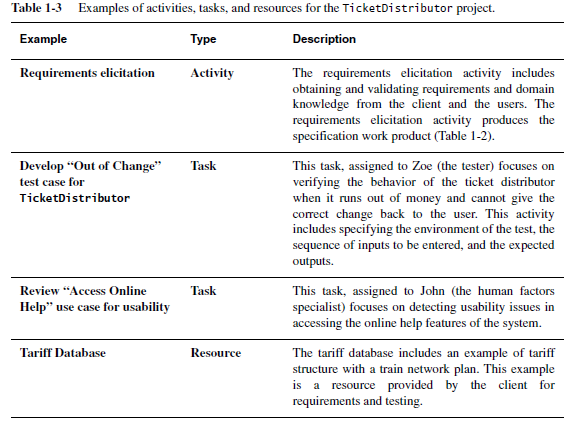 Table 1-3 Examples of activities, tasks, and resources for the TicketDistributor project.
Example Type Description
Requirements elicitation Activity The requirements elicitation activity includes
obtaining and validating requirements and domain
knowledge from the client and the users. The
requirements elicitation activity produces the
specification work product (Table 1-2).
Develop “Out of Change” Task This task, assigned to Zoe (the tester) focuses on
test case for verifying the behavior of the ticket distributor
TicketDistributor when it runs out of money and cannot give the
correct change back to the user. This activity
includes specifying the environment of the test, the
sequence of inputs to be entered, and the expected
outputs.
Review “Access Online Task This task, assigned to John (the human factors
Help” use case for usability specialist) focuses on detecting usability issues in
accessing the online help features of the system.
Tariff Database Resource The tariff database includes an example of tariff
structure with a train network plan. This example
is a resource provided by the client for
requirements and testing.